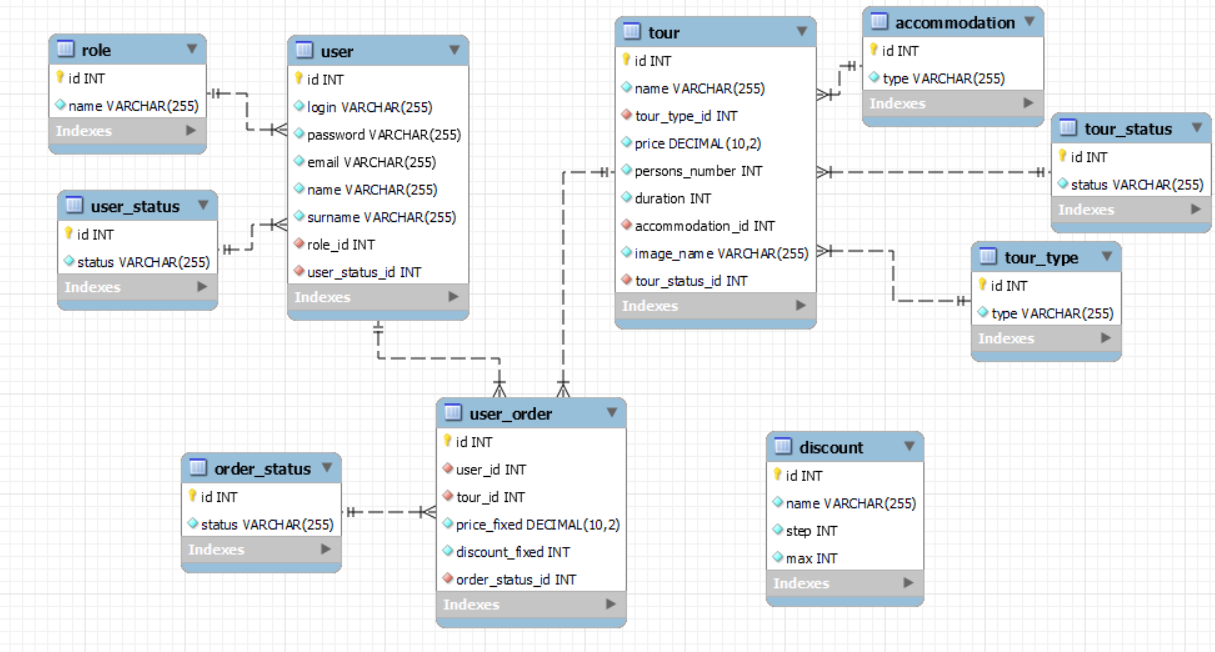 role
id INT
name VARCHAR(255)
Indexes
user
id INT
login VARCHAR(255)
password VARCHAR(255)
email VARCHAR(255)
name VARCHAR(255)
surname VARCHAR(255)
role_id INT
user_status_id INT
Indexes
user_status
id INT
status VARCHAR(255)
Indexes
tour
id INT
name VARCHAR(255)
tour_type_id INT
price DECIMAL(10,2)
persons_number INT
duration INT
accommodation_id INT
image_name VARCHAR(255)
tour_status_id INT
Indexes
accommodation
id INT
type VARCHAR(255)
Indexes
tour_status
id INT
status VARCHAR(255)
Indexes
tour_type
id INT
type VARCHAR(255)
Indexes
order_status
id INT
status VARCHAR(255)
Indexes
user_order
id INT
user_id INT
tour_id INT
price_fixed DECIMAL(10,2)
discount_fixed INT
order_status_id INT
Indexes
discount
id INT
name VARCHAR(255)
step INT
max INT
Indexes